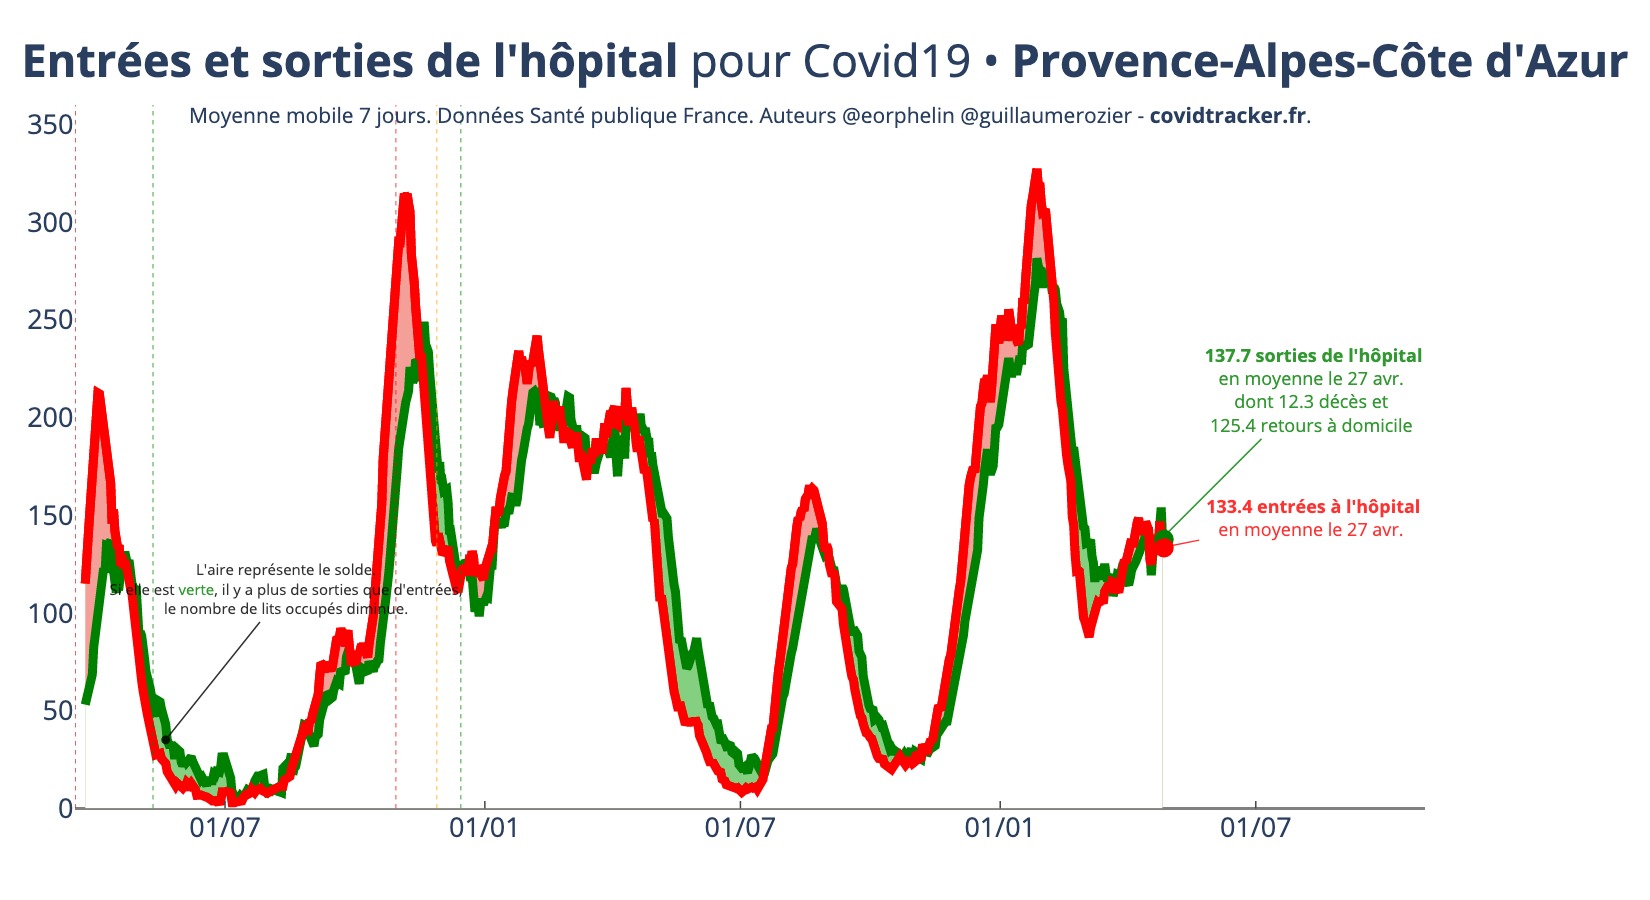 Entrées et sorties de l'hôpital pour Covid19 • Provence-Alpes-Côte d'Azur
Moyenne mobile 7 jours. Données Santé publique France. Auteurs @eorphelin @guillaumerozier - covidtracker.fr.
350
300
250
200
150
100
50
0
137.7 sorties de l'hôpital
en moyenne le 27 avr.
dont 12.3 décès et
125.4 retours à domicile
133.4 entrées à l'hôpital
en moyenne le 27 avr.
L'aire représente le solde.
Si elle est verte, il y a plus de sorties que d'entrées,
le nombre de lits occupés diminue.
01/07
01/01
01/07
01/01
01/07